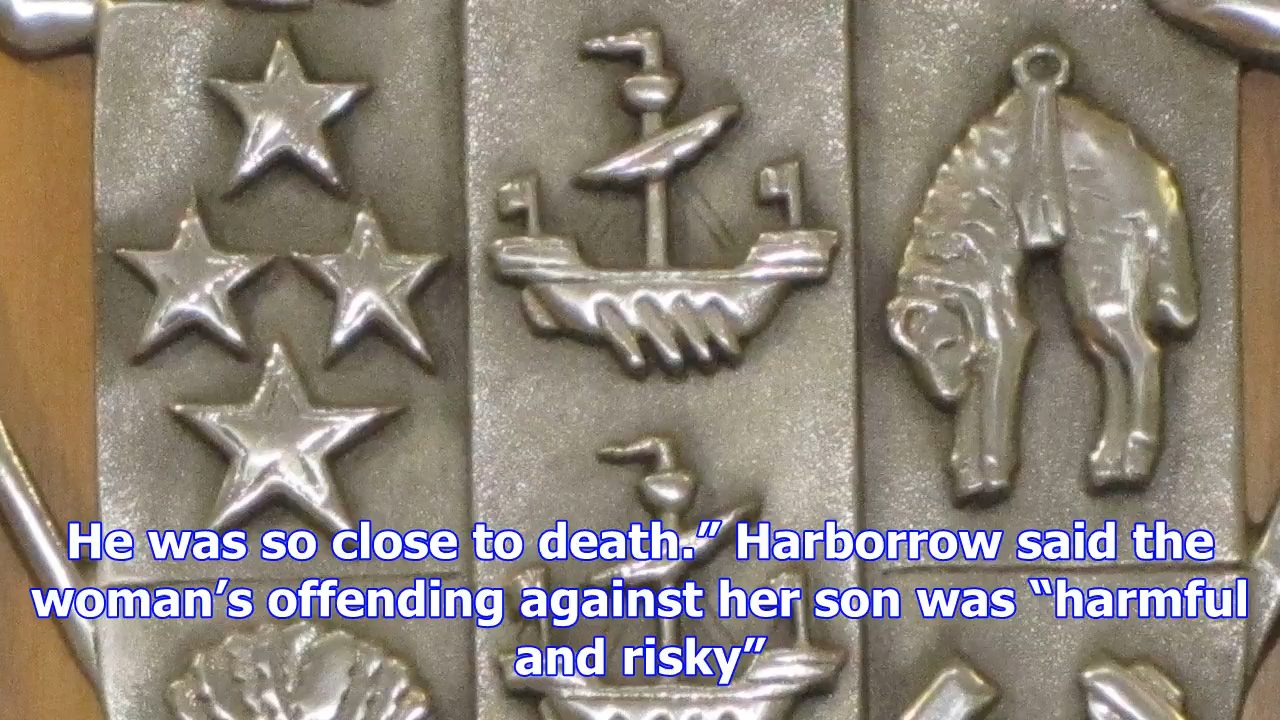 He was so close to death.” Harborrow said the
woman’s offending against her son was “harmful
and risky”